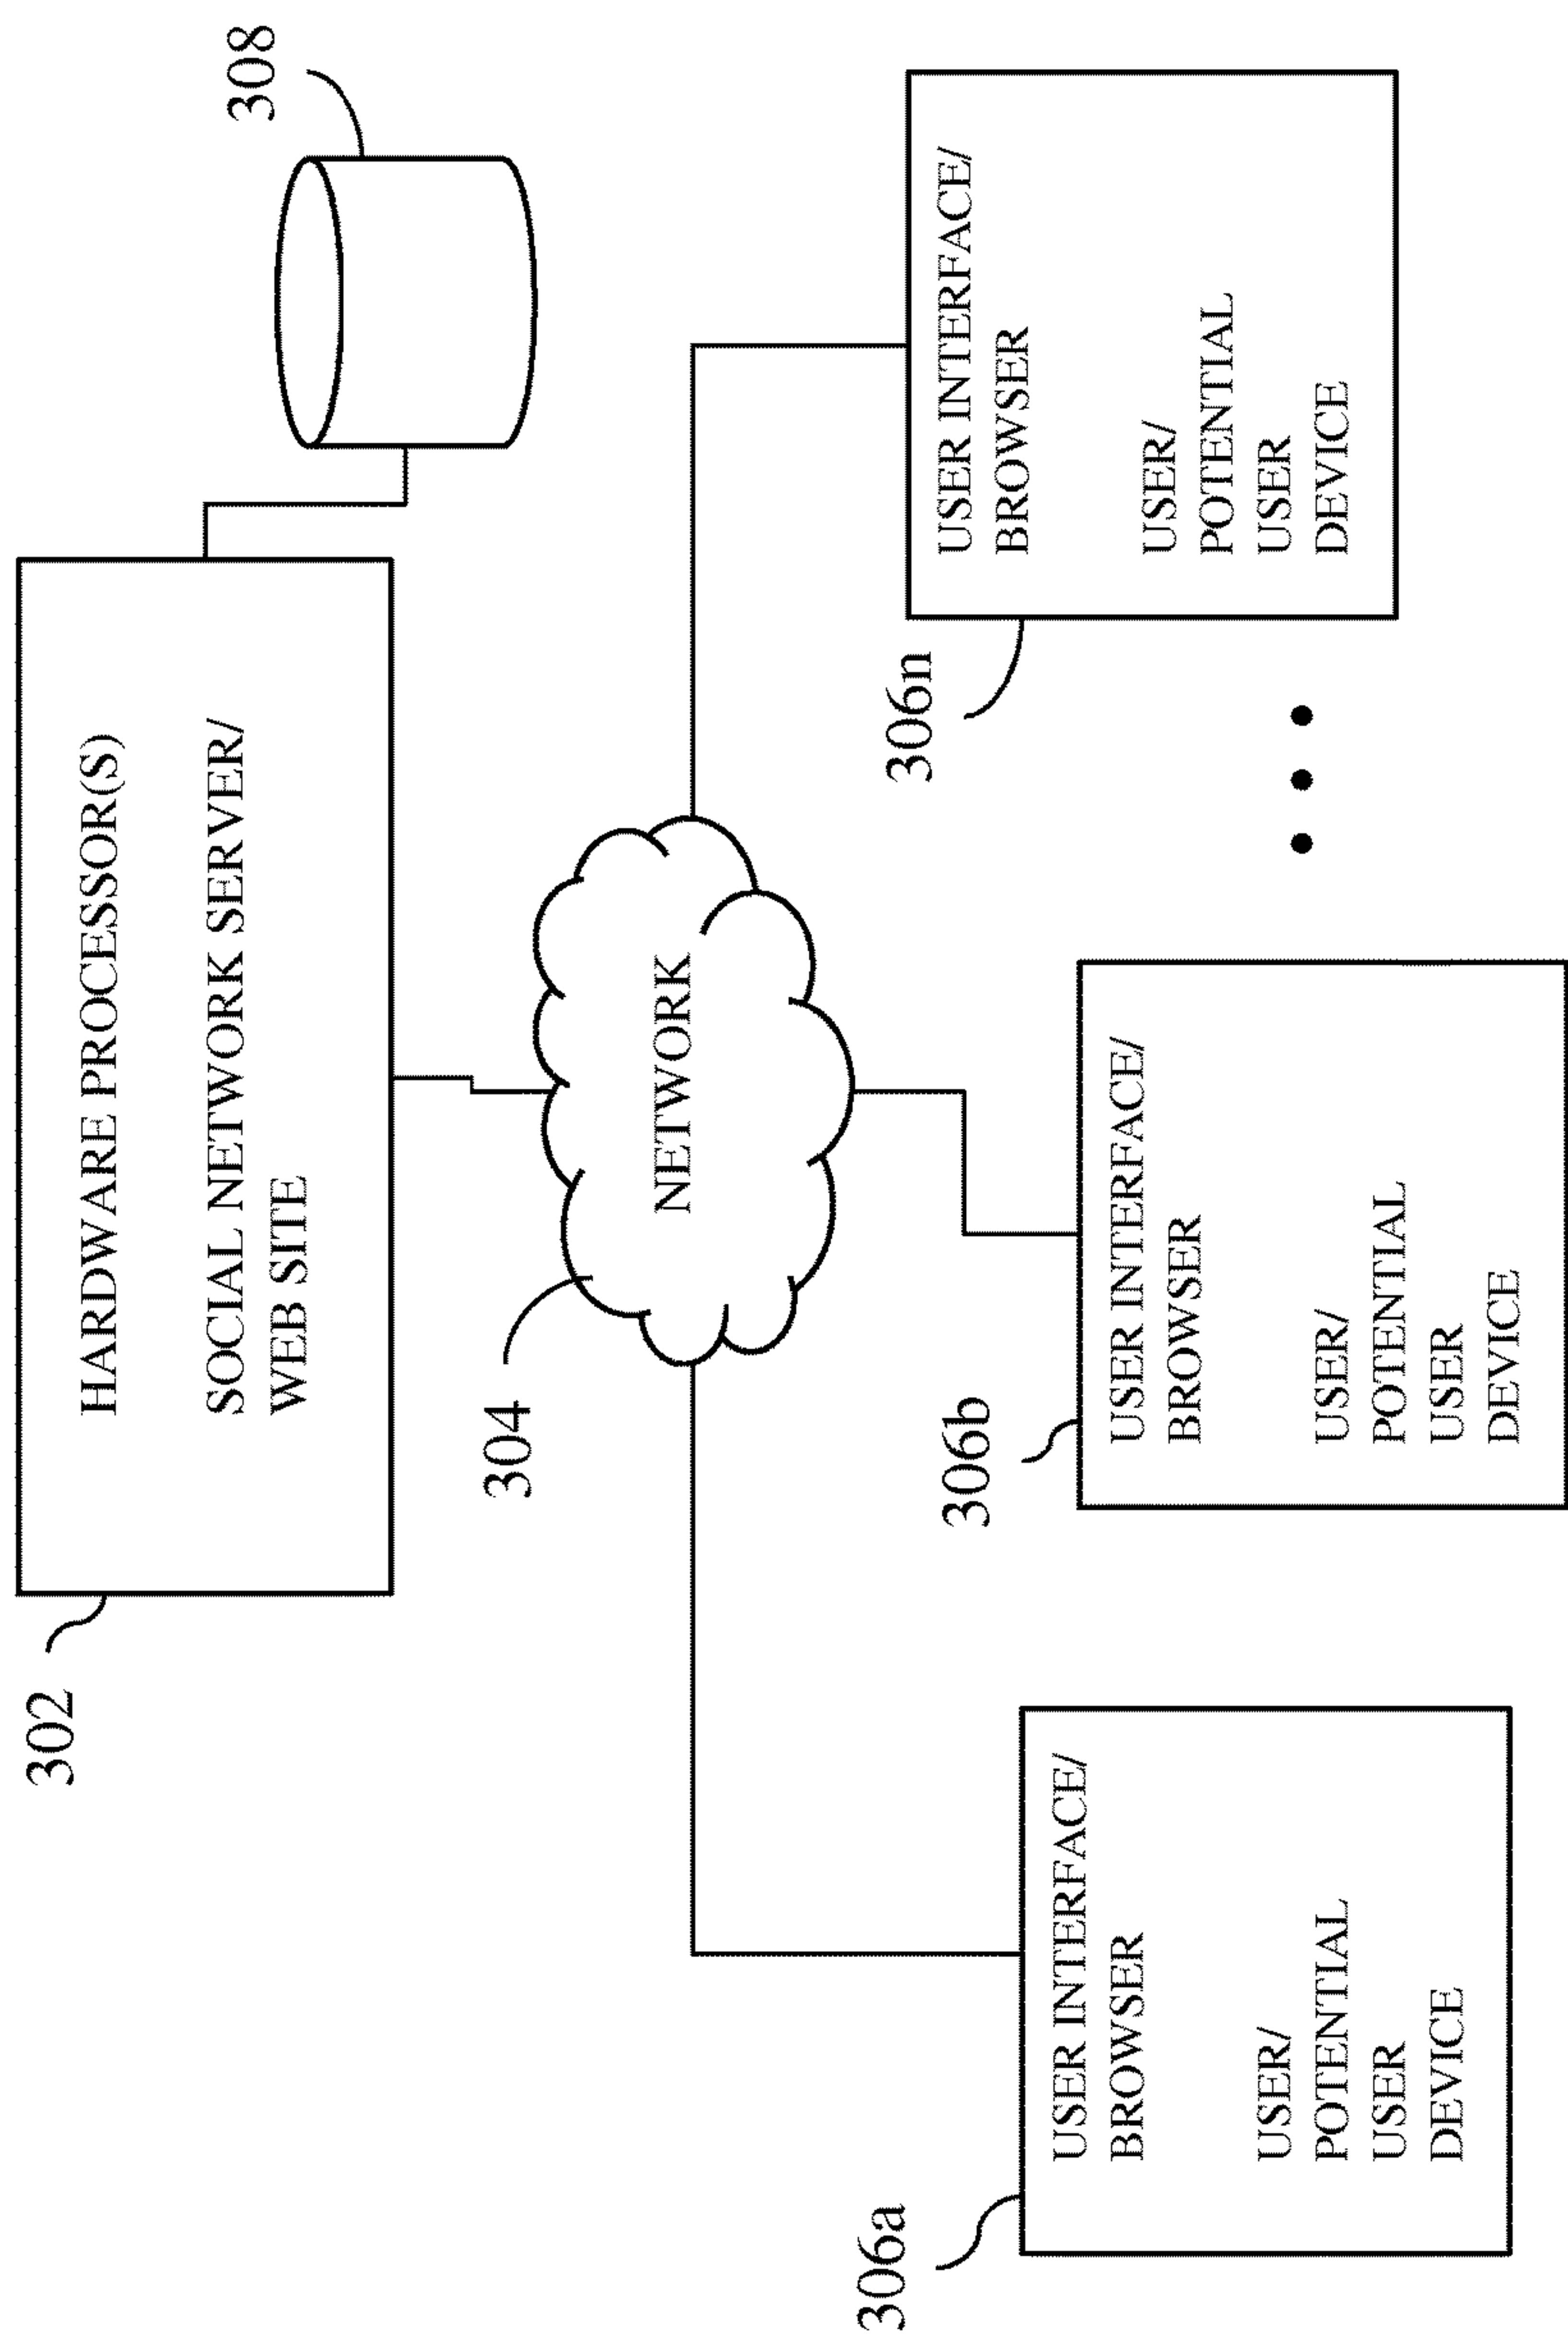 302
HARDWARE PROCESSOR(S)
SOCIAL NETWORK SERVER/
WEB SITE
308
304
NETWORK
306a
USER INTERFACE/
BROWSER
USER/
POTENTIAL
USER
DEVICE
306b
USER INTERFACE/
BROWSER
USER/
POTENTIAL
USER
DEVICE
306n
USER INTERFACE/
BROWSER
USER/
POTENTIAL
USER
DEVICE